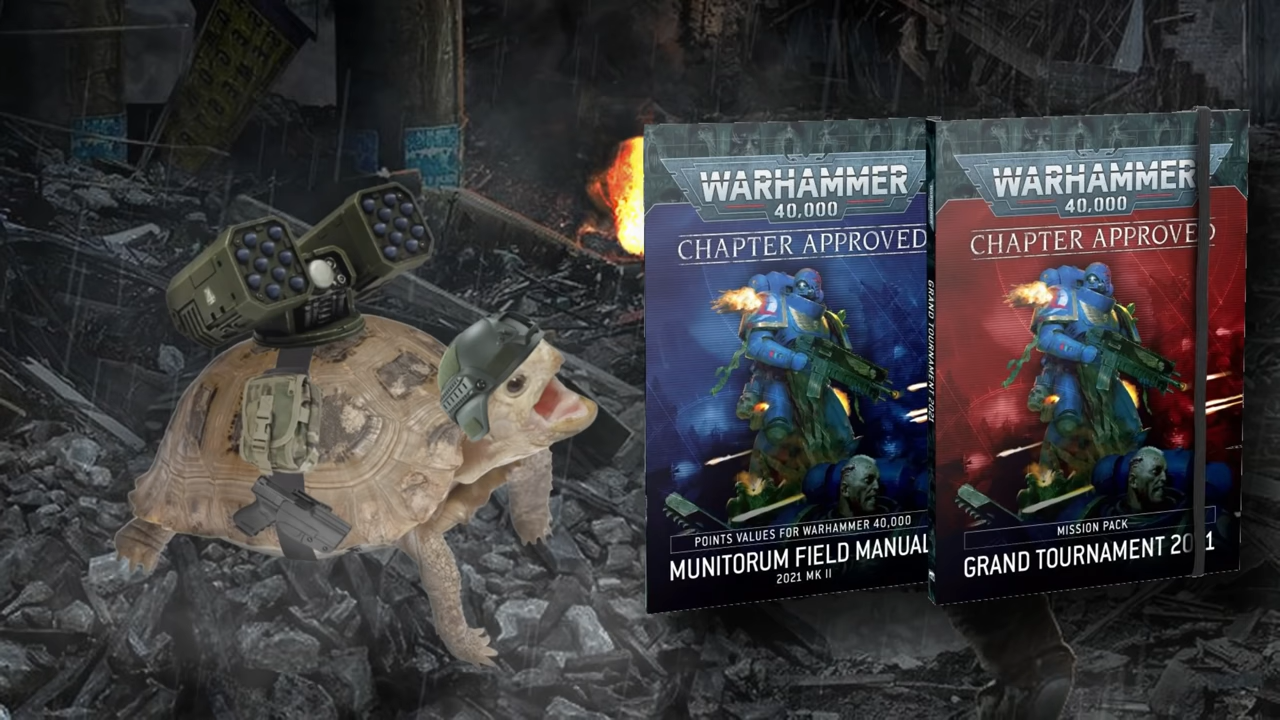 WARHAMMER
40,000
CHAPTER APPROVED
POINTS VALUES FOR WARHAMMER 40,000
MUNITORUM FIELD MANUAL
2021 MK II
GRAND TOURNAMENT 2021
WARHAMMER
40,000
CHAPTER APPROVED
MISSION PACK
GRAND TOURNAMENT 2021